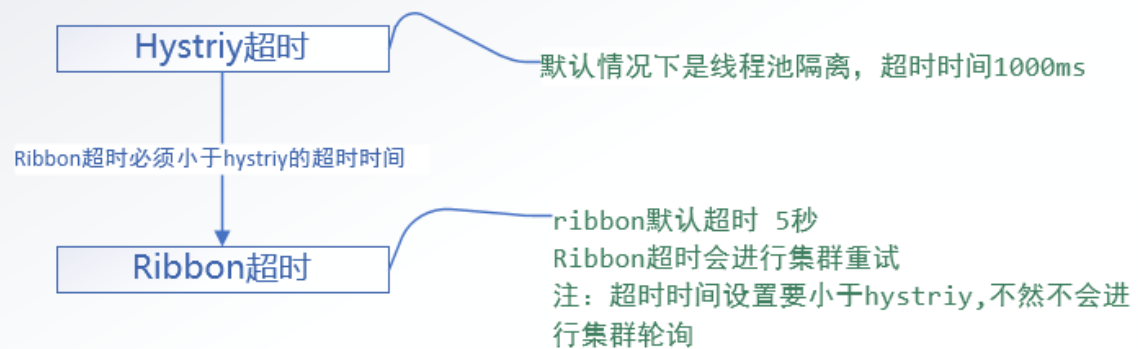 Hystriy超时
默认情况下是线程池隔离，超时时间1000ms
Ribbon超时必须小于hystriy的超时时间
Ribbon超时
ribbon默认超时 5秒
Ribbon超时会进行集群重试
注：超时时间设置要小于hystriy,不然不会进
行集群轮询